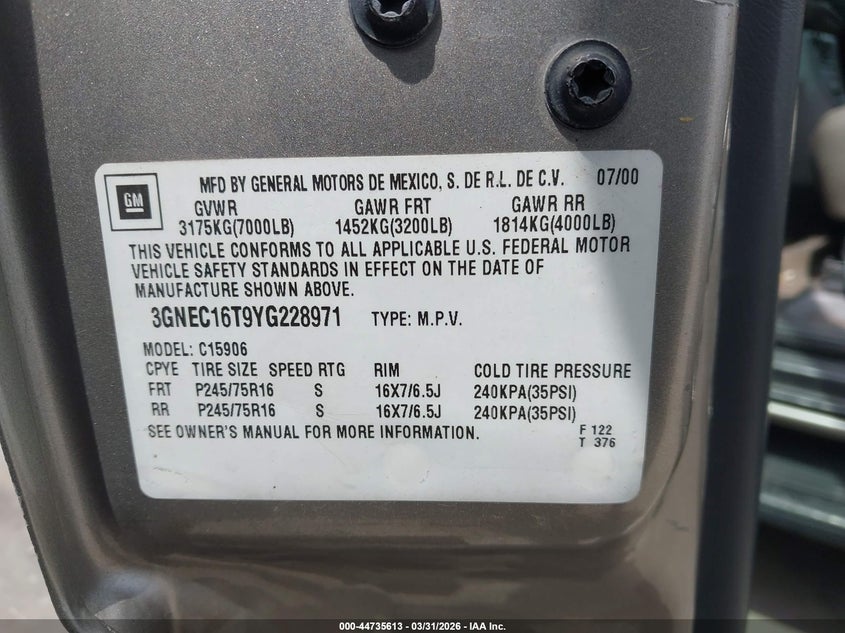 GM
MFD BY GENERAL MOTORS DE MEXICO, S. DE R.L. DE C.V. 07/00
GVWR GAWR FRT GAWR RR
3175KG(7000LB) 1452KG(3200LB) 1814KG(4000LB)
THIS VEHICLE CONFORMS TO ALL APPLICABLE U.S. FEDERAL MOTOR
VEHICLE SAFETY STANDARDS IN EFFECT ON THE DATE OF
MANUFACTURE SHOWN ABOVE.
3GNEC16T9YG228971 TYPE: M.P.V.
MODEL: C15906
CPYE TIRE SIZE SPEED RTG RIM COLD TIRE PRESSURE
FRT P245/75R16 S 16X7/6.5J 240KPA(35PSI)
RR P245/75R16 S 16X7/6.5J 240KPA(35PSI)
SEE OWNER'S MANUAL FOR MORE INFORMATION. F 122
T 376
000-44735613 - 03/31/2026 - IAA Inc.